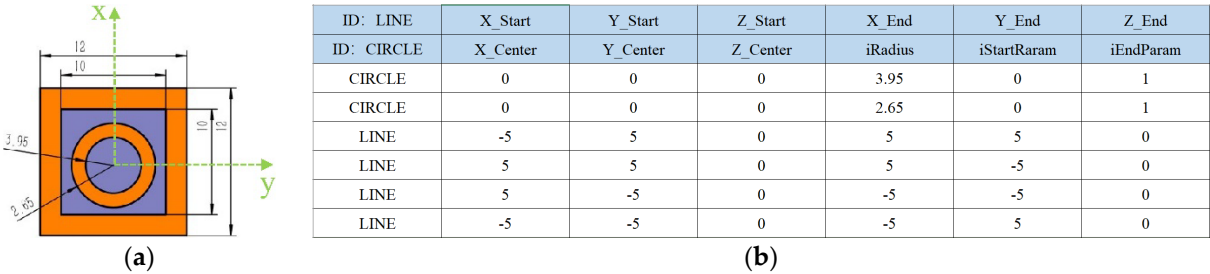 x
12
10
10
12
3.95
2.65
y
(a)
ID: LINE X_Start Y_Start Z_Start X_End Y_End Z_End
ID: CIRCLE X_Center Y_Center Z_Center iRadius iStartRaram iEndParam
CIRCLE 0 0 0 3.95 0 1
CIRCLE 0 0 0 2.65 0 1
LINE -5 5 0 5 5 0
LINE 5 5 0 5 -5 0
LINE 5 -5 0 -5 -5 0
LINE -5 -5 0 -5 5 0
(b)